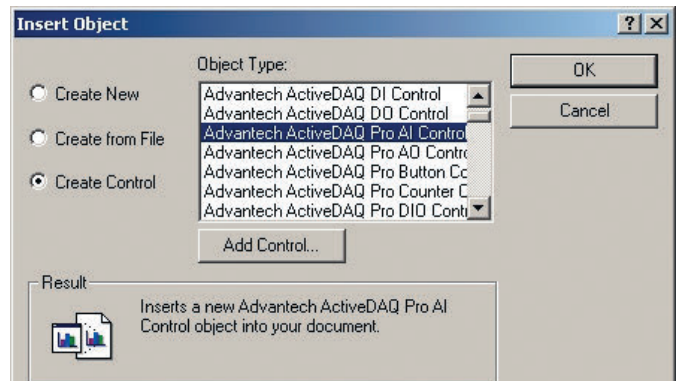 Insert Object
Object Type:
Create New
Create from File
Create Control
Advantech ActiveDAQ DI Control
Advantech ActiveDAQ DO Control
Advantech ActiveDAQ Pro AI Control
Advantech ActiveDAQ Pro AO Contro
Advantech ActiveDAQ Pro Button Co
Advantech ActiveDAQ Pro Counter C
Advantech ActiveDAQ Pro DIO Contr
OK
Cancel
Add Control...
Result
Inserts a new Advantech ActiveDAQ Pro AI
Control object into your document.